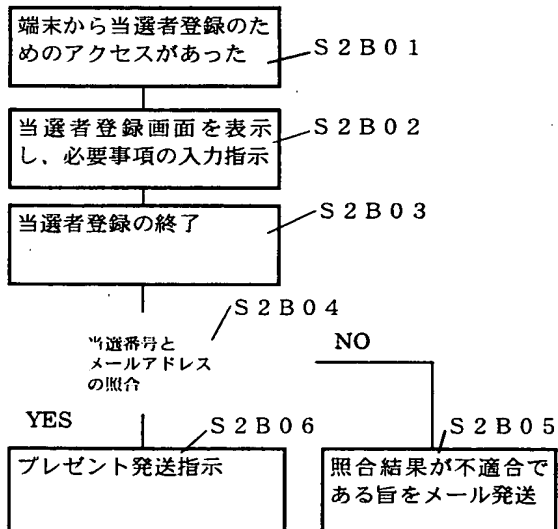 端末から当選者登録のた
めのアクセスがあった
S2B01
当選者登録画面を表示
し、必要事項の入力指示
S2B02
当選者登録の終了
S2B03
S2B04
当選番号と
メールアドレス
の照合
NO
YES
S2B06
S2B05
プレゼント発送指示
照合結果が不適合で
ある旨をメール発送